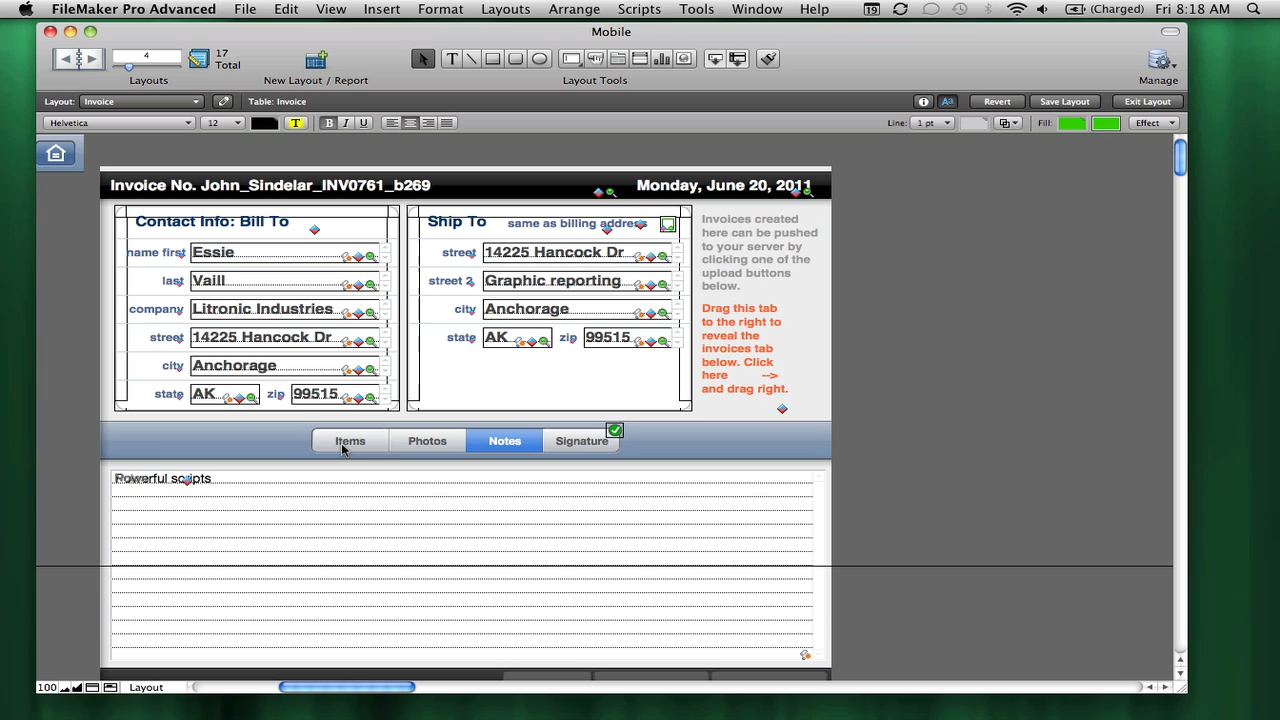 FileMaker Pro Advanced File Edit View Insert Format Layouts Arrange Scripts Tools Window Help 19 (Charged) Fri 8:18 AM
Mobile
4 17 Total
Layouts New Layout / Report Layout Tools Manage
Layout: Invoice Table: Invoice Aa Revert Save Layout Exit Layout
Helvetica 12 T B I U Line: 1 pt Fill: Effect
Invoice No. John_Sindelar_INV0761_b269 Monday, June 20, 2011
Contact Info: Bill To
name first Essie
last Vaill
company Litronic Industries
street 14225 Hancock Dr
city Anchorage
state AK zip 99515
Ship To same as billing address
street 14225 Hancock Dr
street 2 Graphic reporting
city Anchorage
state AK zip 99515
Invoices created
here can be pushed
to your server by
clicking one of the
upload buttons
below.
Drag this tab
to the right to
reveal the
invoices tab
below. Click
here -->
and drag right.
Items Photos Notes Signature
Powerful scripts
100 Layout